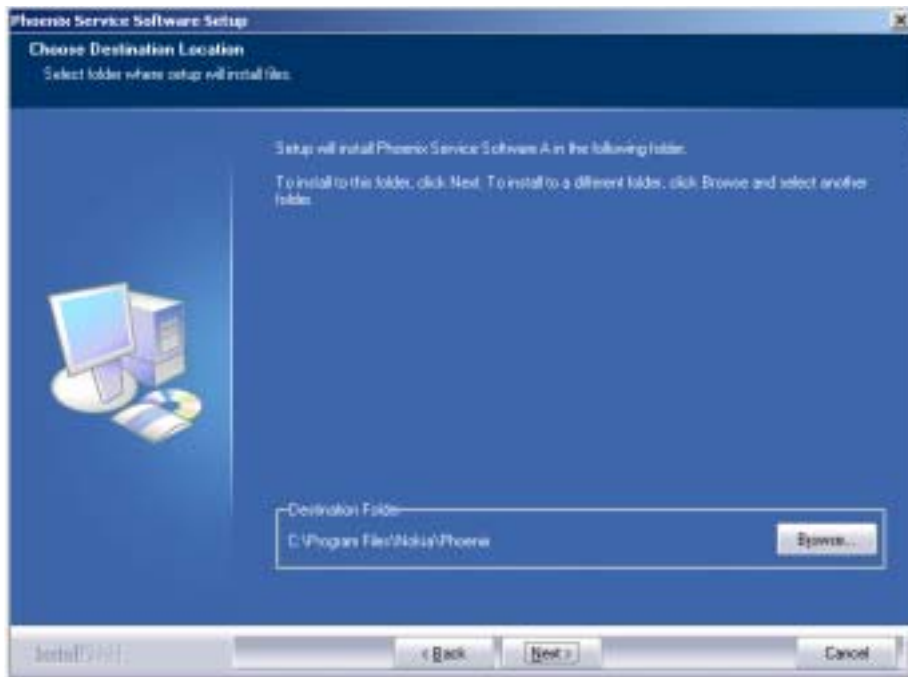 Phoenix Service Software Setup
Choose Destination Location
Select folder where setup will install files.
Setup will install Phoenix Service Software A in the following folder.
To install to this folder, click Next. To install to a different folder, click Browse and select another
folder.
Destination Folder
C:\Program Files\Nokia\Phoenix
Browse...
< Back
Next >
Cancel